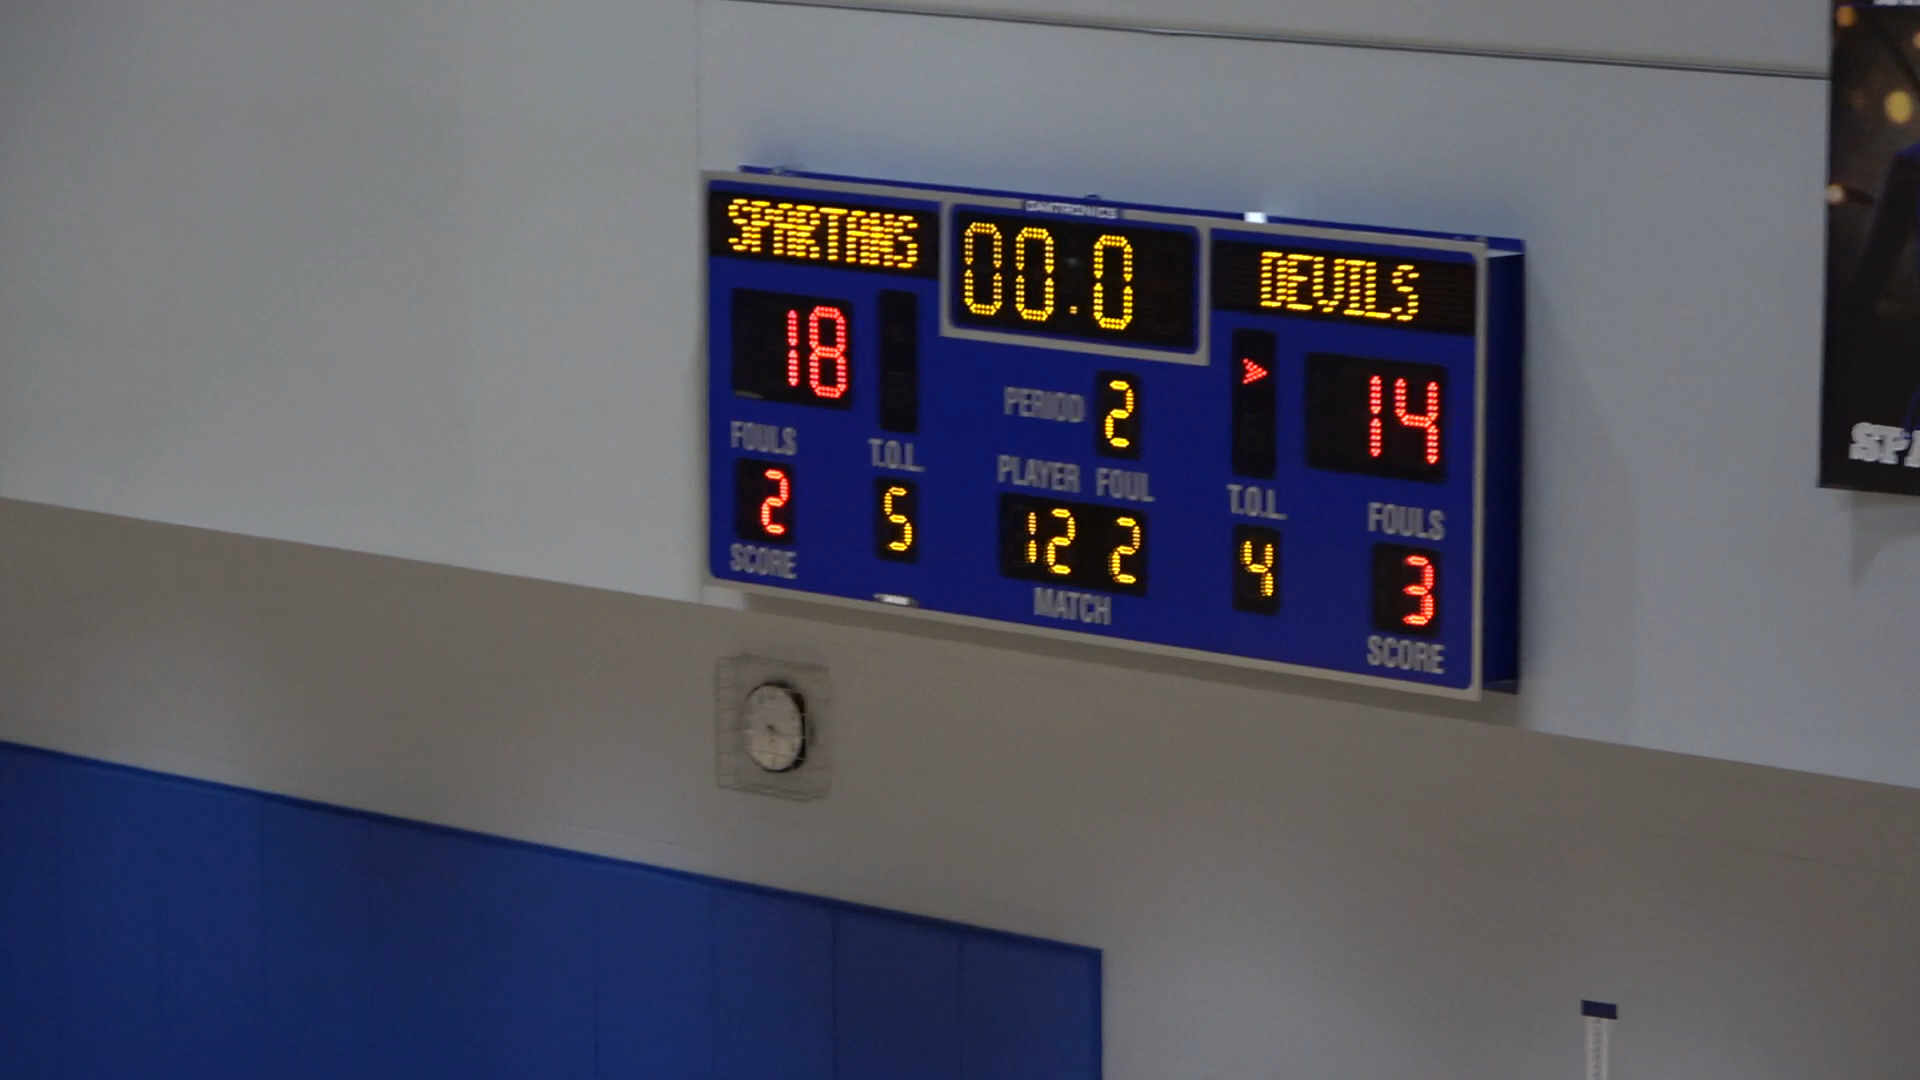 DAKTRONICS
SPARTANS 00.0 DEVILS
18 > 14
PERIOD 2
FOULS T.O.L. PLAYER FOUL T.O.L. FOULS
2 5 12 2 4 3
SCORE MATCH SCORE